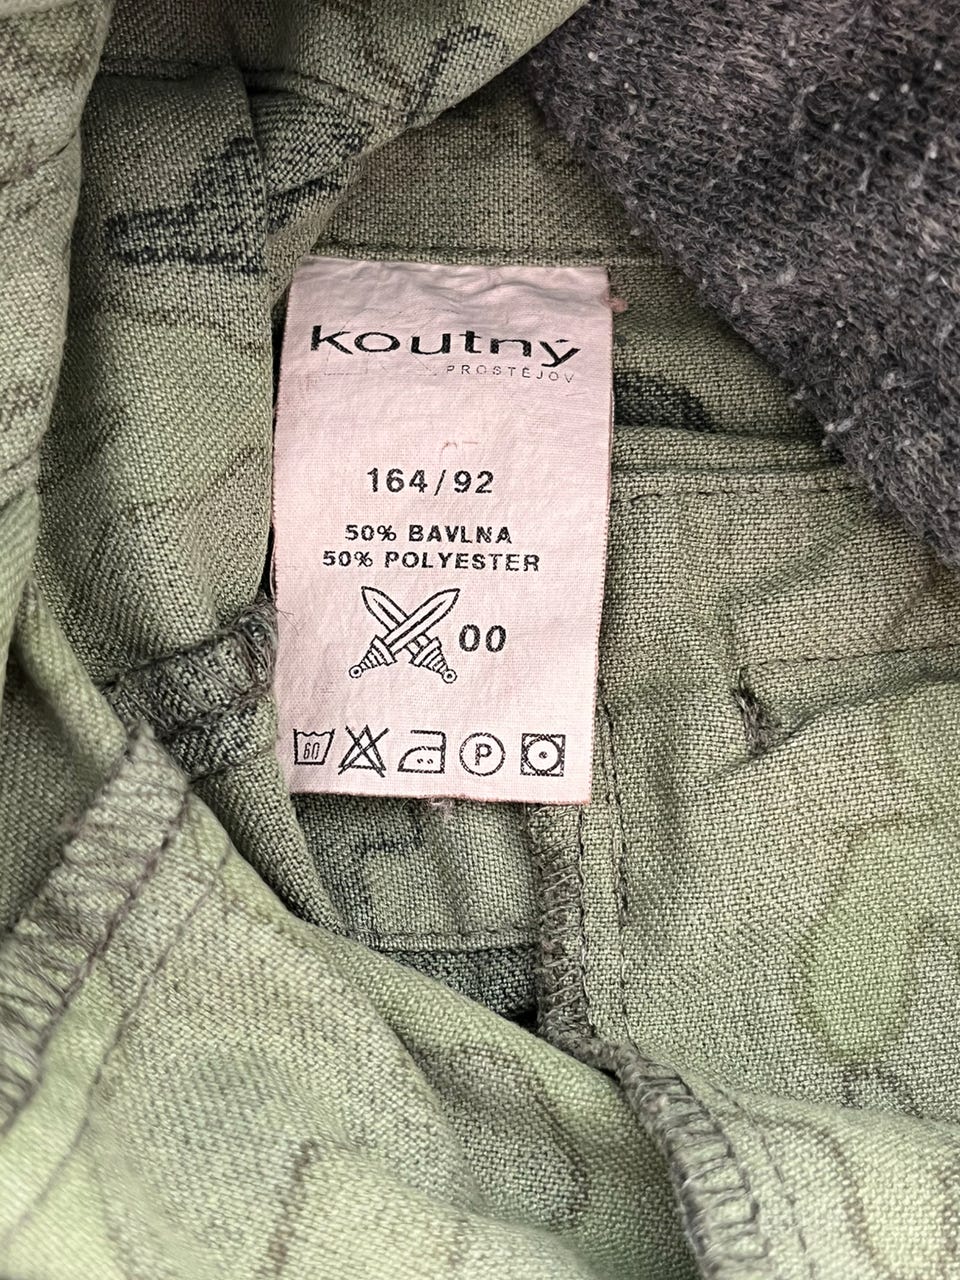 koutný
PROSTĚJOV
164/92
50% BAVLNA
50% POLYESTER
00
60 P